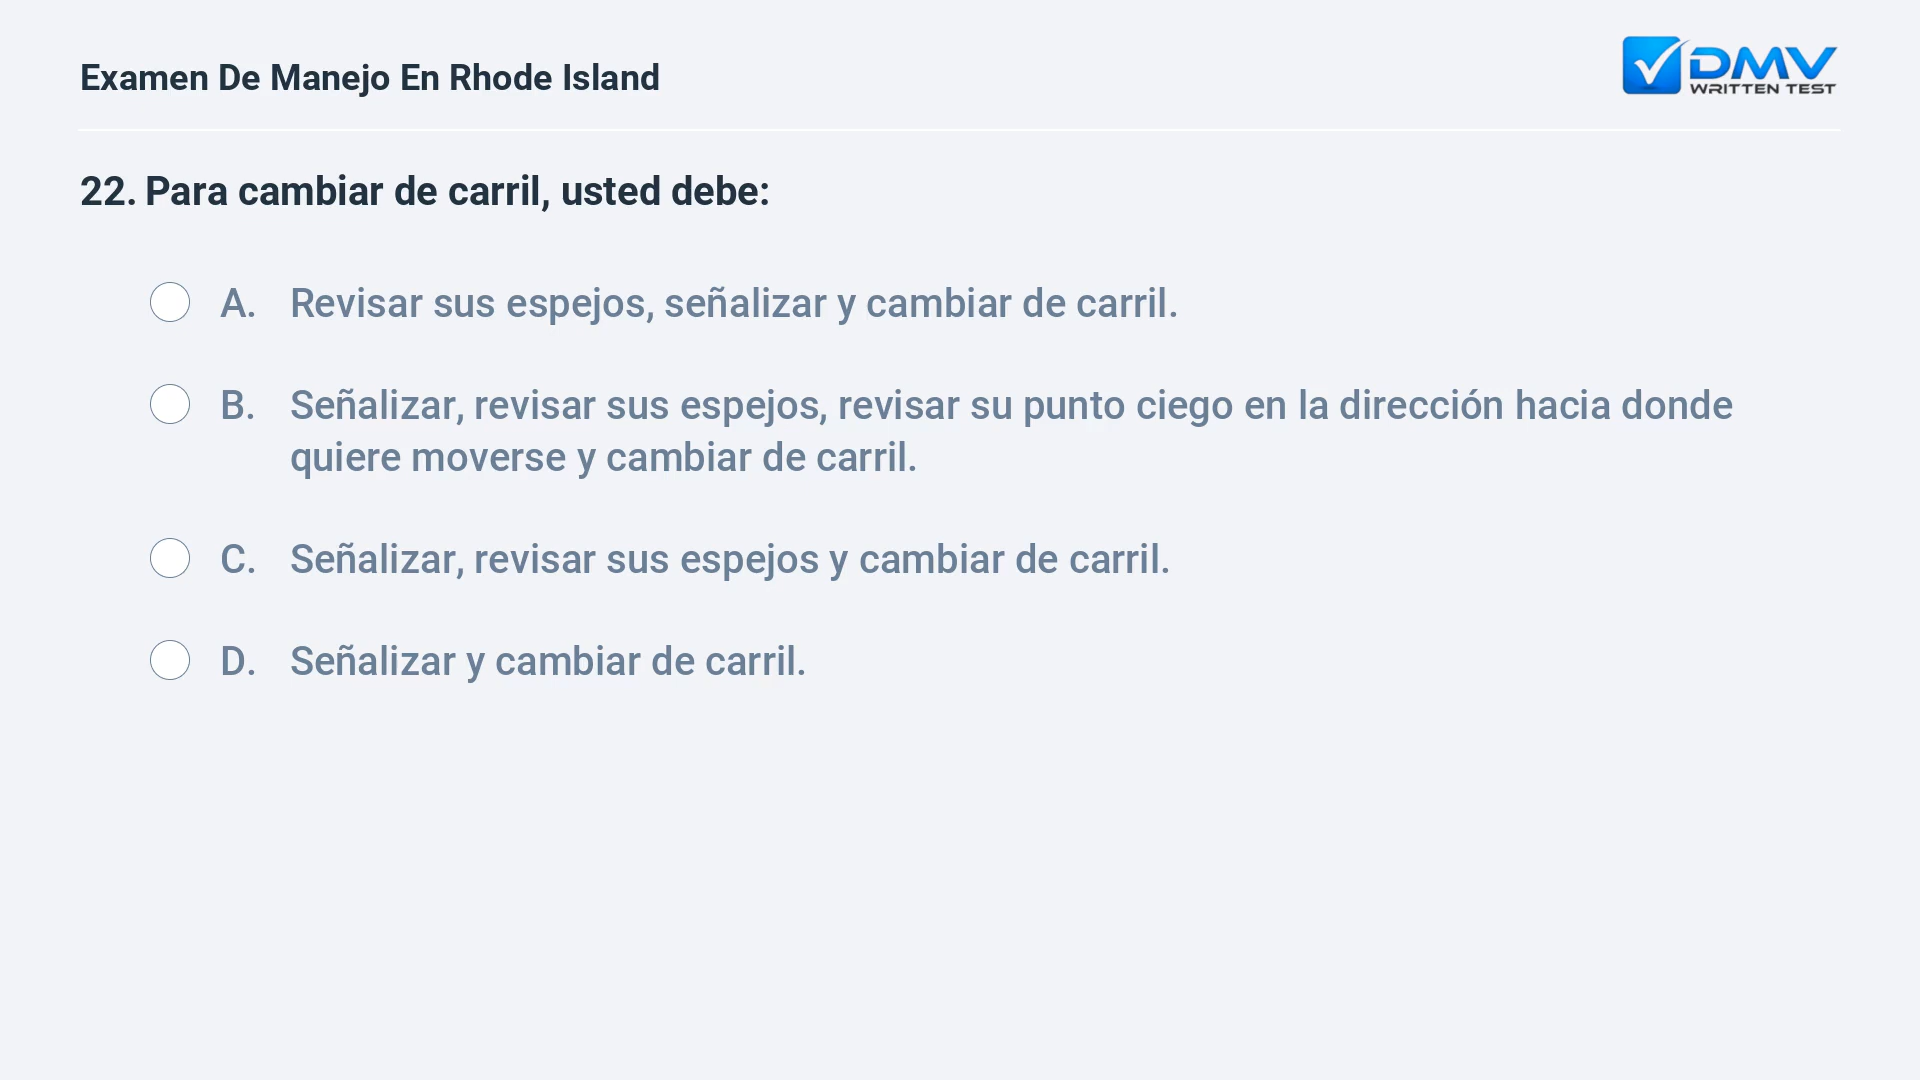 Examen De Manejo En Rhode Island
DMV
WRITTEN TEST
22. Para cambiar de carril, usted debe:
A. Revisar sus espejos, señalizar y cambiar de carril.
B. Señalizar, revisar sus espejos, revisar su punto ciego en la dirección hacia donde
quiere moverse y cambiar de carril.
C. Señalizar, revisar sus espejos y cambiar de carril.
D. Señalizar y cambiar de carril.